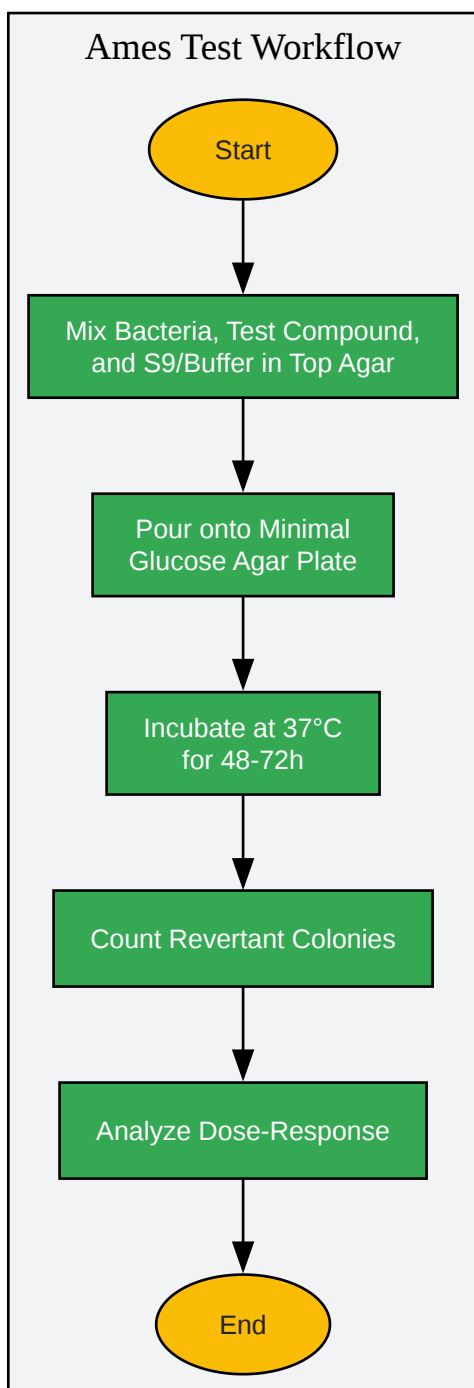 Ames Test Workflow
Start
Mix Bacteria, Test Compound,
and S9/Buffer in Top Agar
Pour onto Minimal
Glucose Agar Plate
Incubate at 37°C
for 48-72h
Count Revertant Colonies
Analyze Dose-Response
End